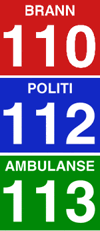 BRANN
110
POLITI
112
AMBULANSE
113